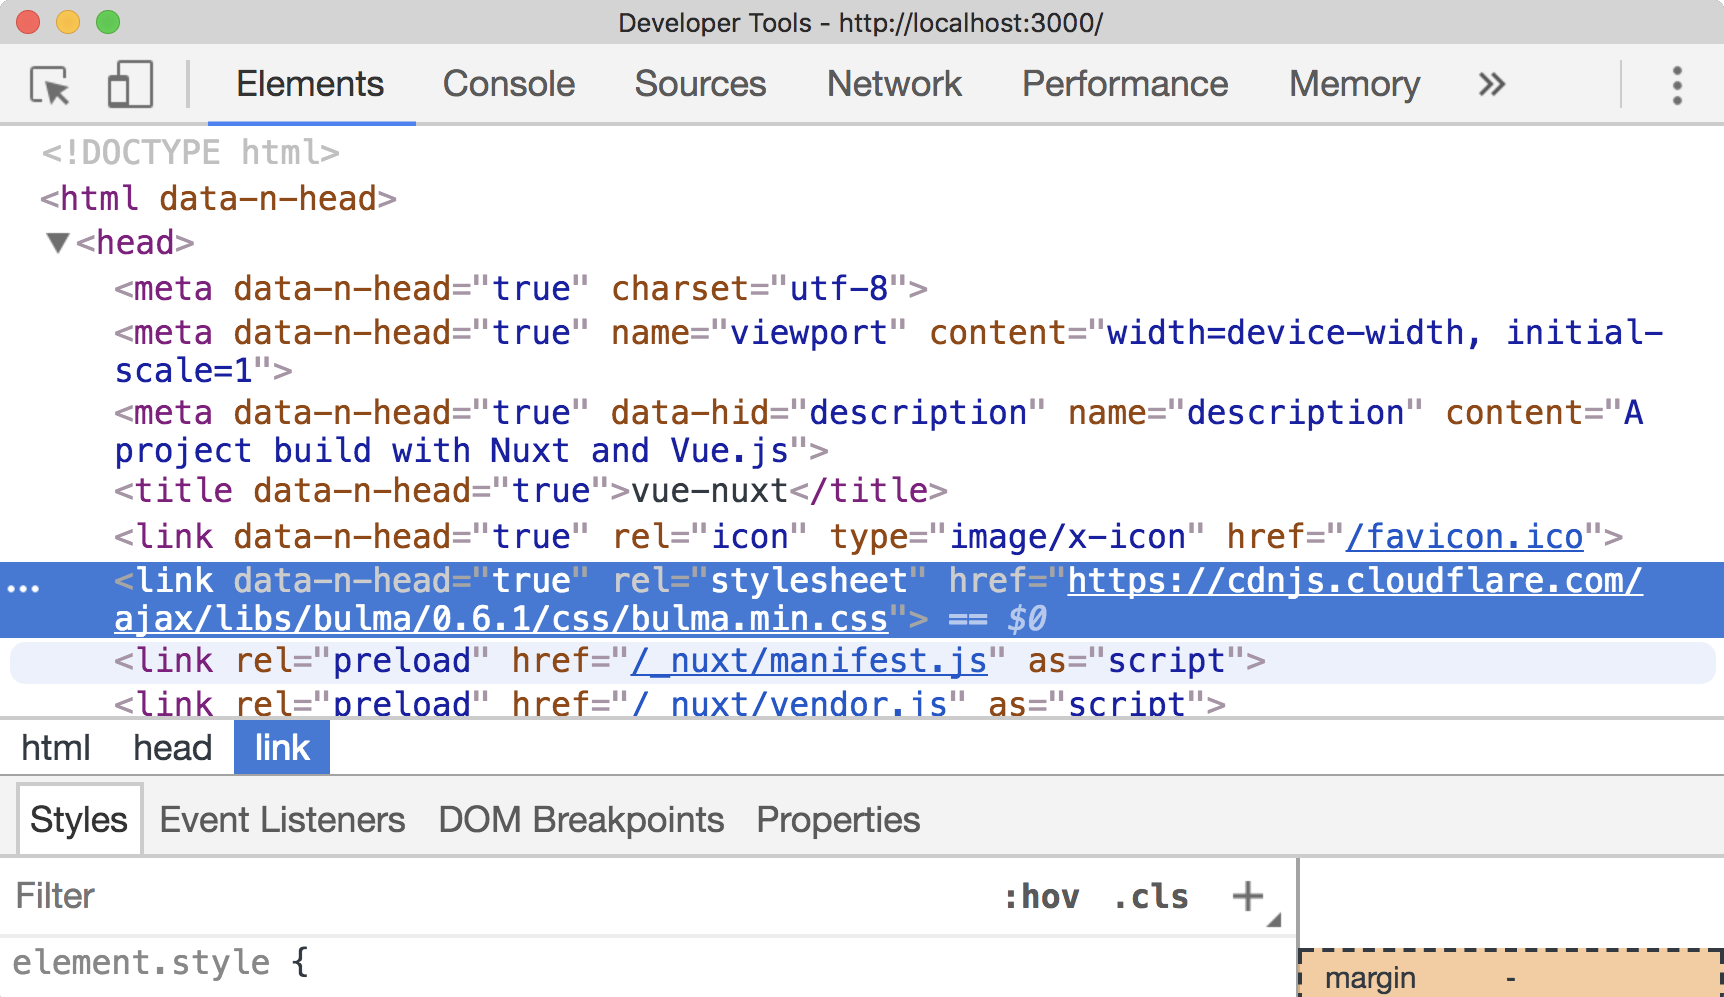 Developer Tools - http://localhost:3000/
Elements Console Sources Network Performance Memory »
<!DOCTYPE html>
<html data-n-head>
▼<head>
<meta data-n-head="true" charset="utf-8">
<meta data-n-head="true" name="viewport" content="width=device-width, initial-
scale=1">
<meta data-n-head="true" data-hid="description" name="description" content="A
project build with Nuxt and Vue.js">
<title data-n-head="true">vue-nuxt</title>
<link data-n-head="true" rel="icon" type="image/x-icon" href="/favicon.ico">
… <link data-n-head="true" rel="stylesheet" href="https://cdnjs.cloudflare.com/
ajax/libs/bulma/0.6.1/css/bulma.min.css"> == $0
<link rel="preload" href="/_nuxt/manifest.js" as="script">
<link rel="preload" href="/_nuxt/vendor.js" as="script">
html head link
Styles Event Listeners DOM Breakpoints Properties
Filter :hov .cls +
element.style {
margin -